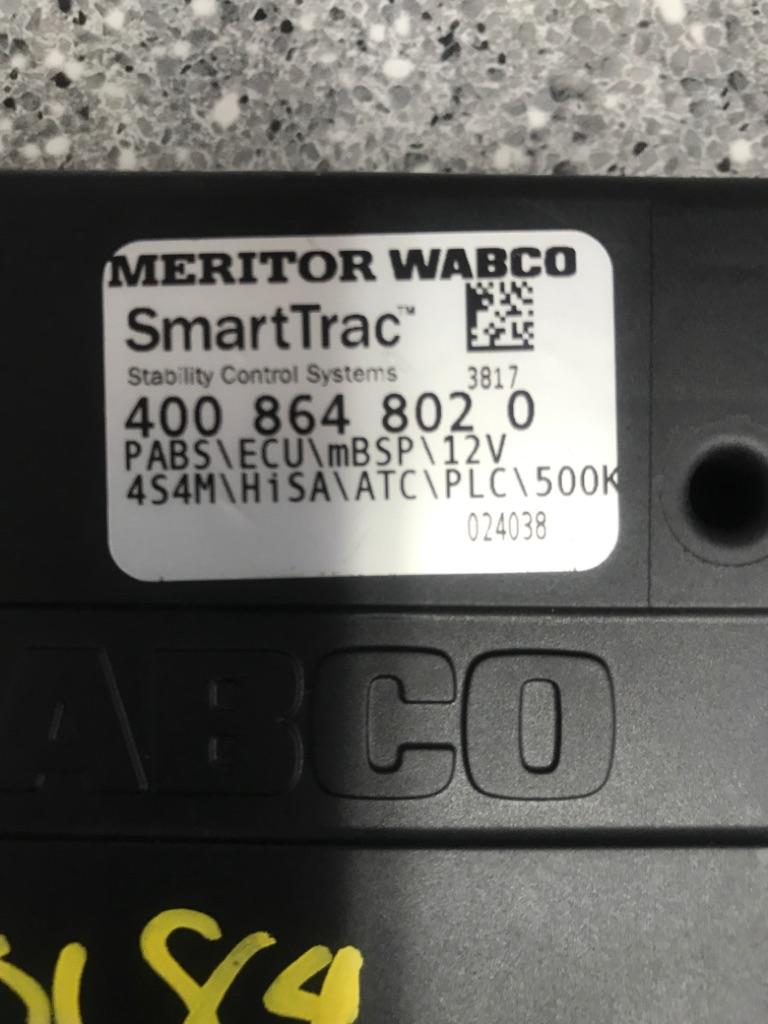 MERITOR WABCO
SmartTrac™
Stability Control Systems 3817
400 864 802 0
PABS\ECU\mBSP\12V
4S4M\HiSA\ATC\PLC\500K
024038
ABCO